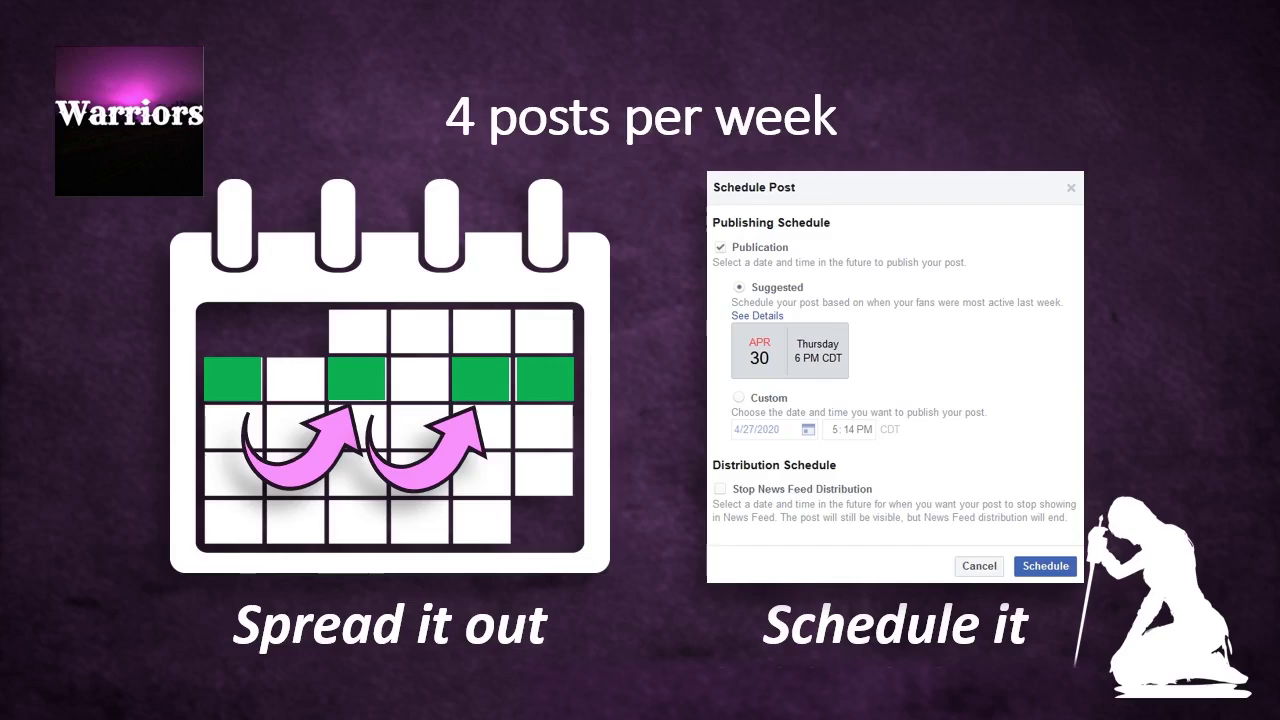 Warriors
4 posts per week
Schedule Post
Publishing Schedule
Publication
Select a date and time in the future to publish your post.
Suggested
Schedule your post based on when your fans were most active last week.
See Details
APR
30
Thursday
6 PM CDT
Custom
Choose the date and time you want to publish your post.
4/27/2020 5:14 PM CDT
Distribution Schedule
Stop News Feed Distribution
Select a date and time in the future for when you want your post to stop showing
in News Feed. The post will still be visible, but News Feed distribution will end.
Cancel Schedule
Spread it out
Schedule it